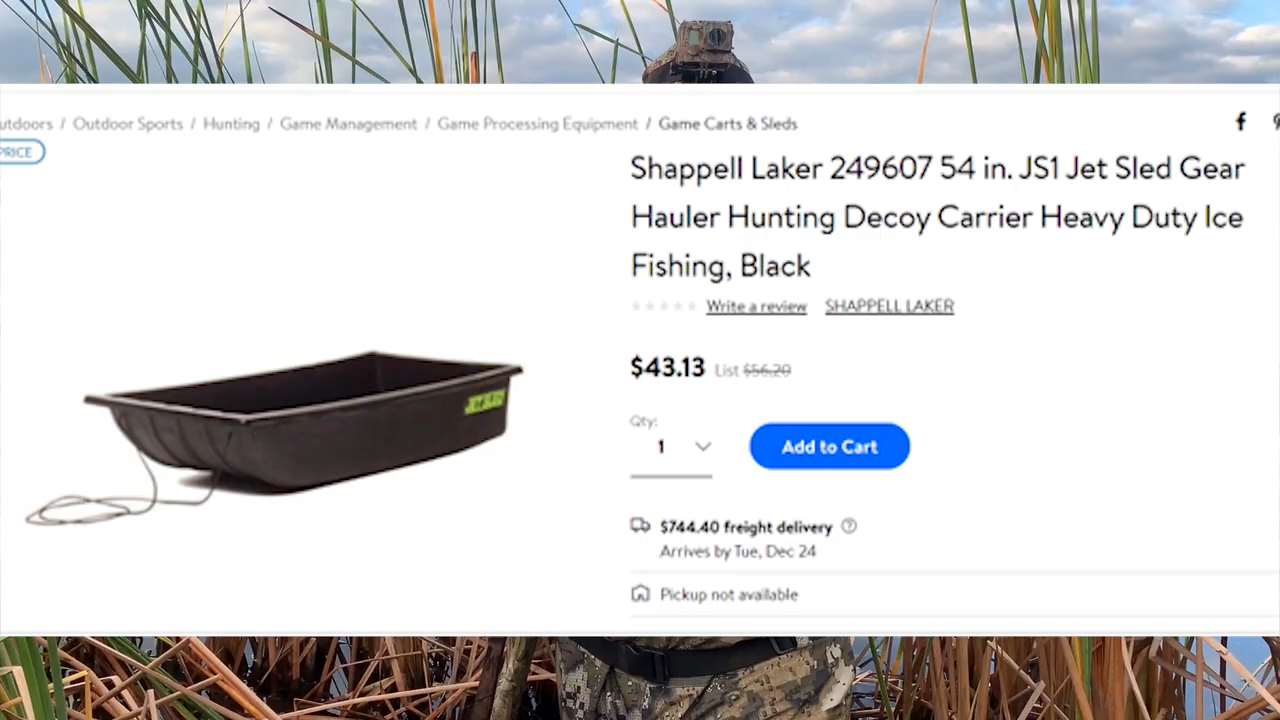 utdoors / Outdoor Sports / Hunting / Game Management / Game Processing Equipment / Game Carts & Sleds
PRICE
Shappell Laker 249607 54 in. JS1 Jet Sled Gear
Hauler Hunting Decoy Carrier Heavy Duty Ice
Fishing, Black
Write a review SHAPPELL LAKER
$43.13 List $56.20
Qty:
1
Add to Cart
$744.40 freight delivery
Arrives by Tue, Dec 24
Pickup not available
JET SLED